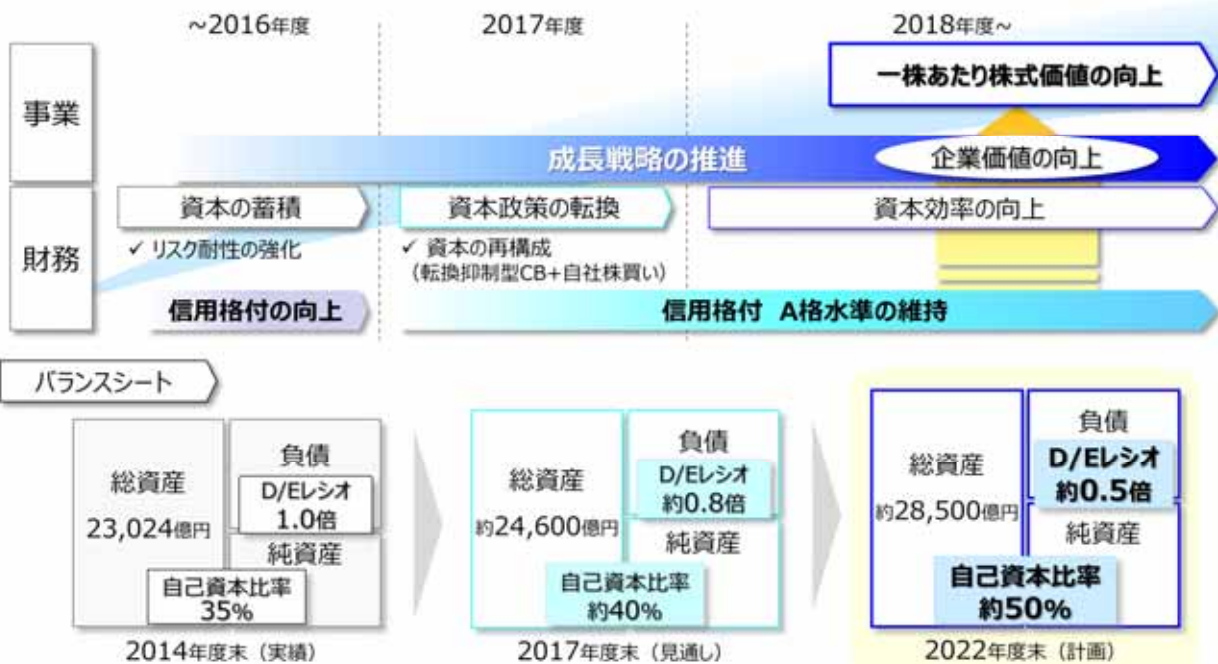 ~2016年度
2017年度
2018年度~
事業
一株あたり株式価値の向上
成長戦略の推進
企業価値の向上
財務
資本の蓄積
資本政策の転換
資本効率の向上
✓ リスク耐性の強化
✓ 資本の再構成
(転換抑制型CB+自社株買い)
信用格付の向上
信用格付 A格水準の維持
バランスシート
総資産
23,024億円
負債
D/Eレシオ
1.0倍
純資産
自己資本比率
35%
2014年度末(実績)
総資産
約24,600億円
負債
D/Eレシオ
約0.8倍
純資産
自己資本比率
約40%
2017年度末(見通し)
総資産
約28,500億円
負債
D/Eレシオ
約0.5倍
純資産
自己資本比率
約50%
2022年度末(計画)